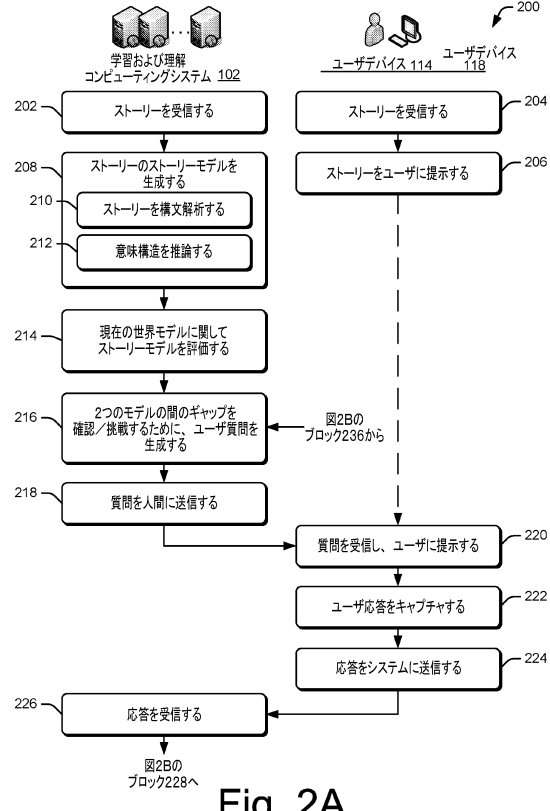 200
学習および理解
コンピューティングシステム 102
ユーザデバイス 114
ユーザデバイス
118
202
ストーリーを受信する
ストーリーを受信する
204
208
ストーリーのストーリーモデルを
生成する
210
ストーリーを構文解析する
212
意味構造を推論する
ストーリーをユーザに提示する
206
214
現在の世界モデルに関して
ストーリーモデルを評価する
216
2つのモデルの間のギャップを
確認／挑戦するために、ユーザ質問を
生成する
図2Bの
ブロック236から
218
質問を人間に送信する
質問を受信し、ユーザに提示する
220
ユーザ応答をキャプチャする
222
応答をシステムに送信する
224
226
応答を受信する
図2Bの
ブロック228へ
Fig. 2A